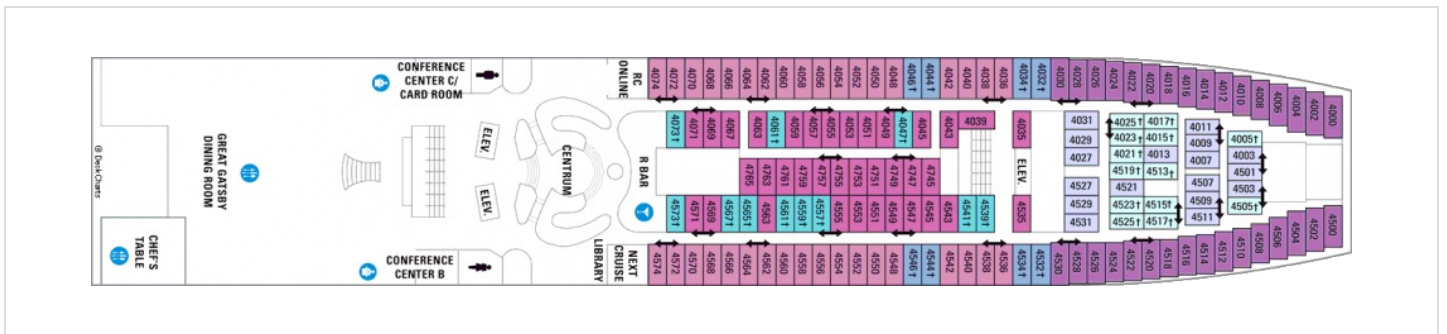 @ DeckCharts
GREAT GATSBY
DINING ROOM
CHEF'S
TABLE
CONFERENCE
CENTER C/
CARD ROOM
CONFERENCE
CENTER B
ELEV.
ELEV.
CENTRUM
R BAR
RC
ONLINE
LIBRARY
NEXT
CRUISE
ELEV.
4074 4072 4070 4068 4066 4064 4062 4060 4058 4056 4054 4052 4050 4048 4046† 4044† 4042 4040 4038 4036 4034† 4032† 4030 4028 4026 4024 4022 4020 4018 4016 4014 4012 4010 4008 4006 4004 4002 4000
4073† 4071 4069 4067 4063 4061† 4059 4057 4055 4053 4051 4049 4047† 4045 4043 4039 4035
4765 4763 4761 4759 4757 4755 4753 4751 4749 4747 4745
4573† 4571 4569 4567† 4565† 4563 4561† 4559† 4557† 4555 4553 4551 4549 4547 4545 4543 4541† 4539† 4535
4574 4572 4570 4568 4566 4564 4562 4560 4558 4556 4554 4552 4550 4548 4546† 4544† 4542 4540 4538 4536 4534† 4532† 4530 4528 4526 4524 4522 4520 4518 4516 4514 4512 4510 4508 4506 4504 4502 4500
4031
4029
4027
4527
4529
4531
4025† 4017†
4023† 4015†
4021† 4013
4519† 4513†
4521
4523† 4515†
4525† 4517†
4011
4009
4007
4507
4509
4511
4005†
4003
4501
4503
4505†